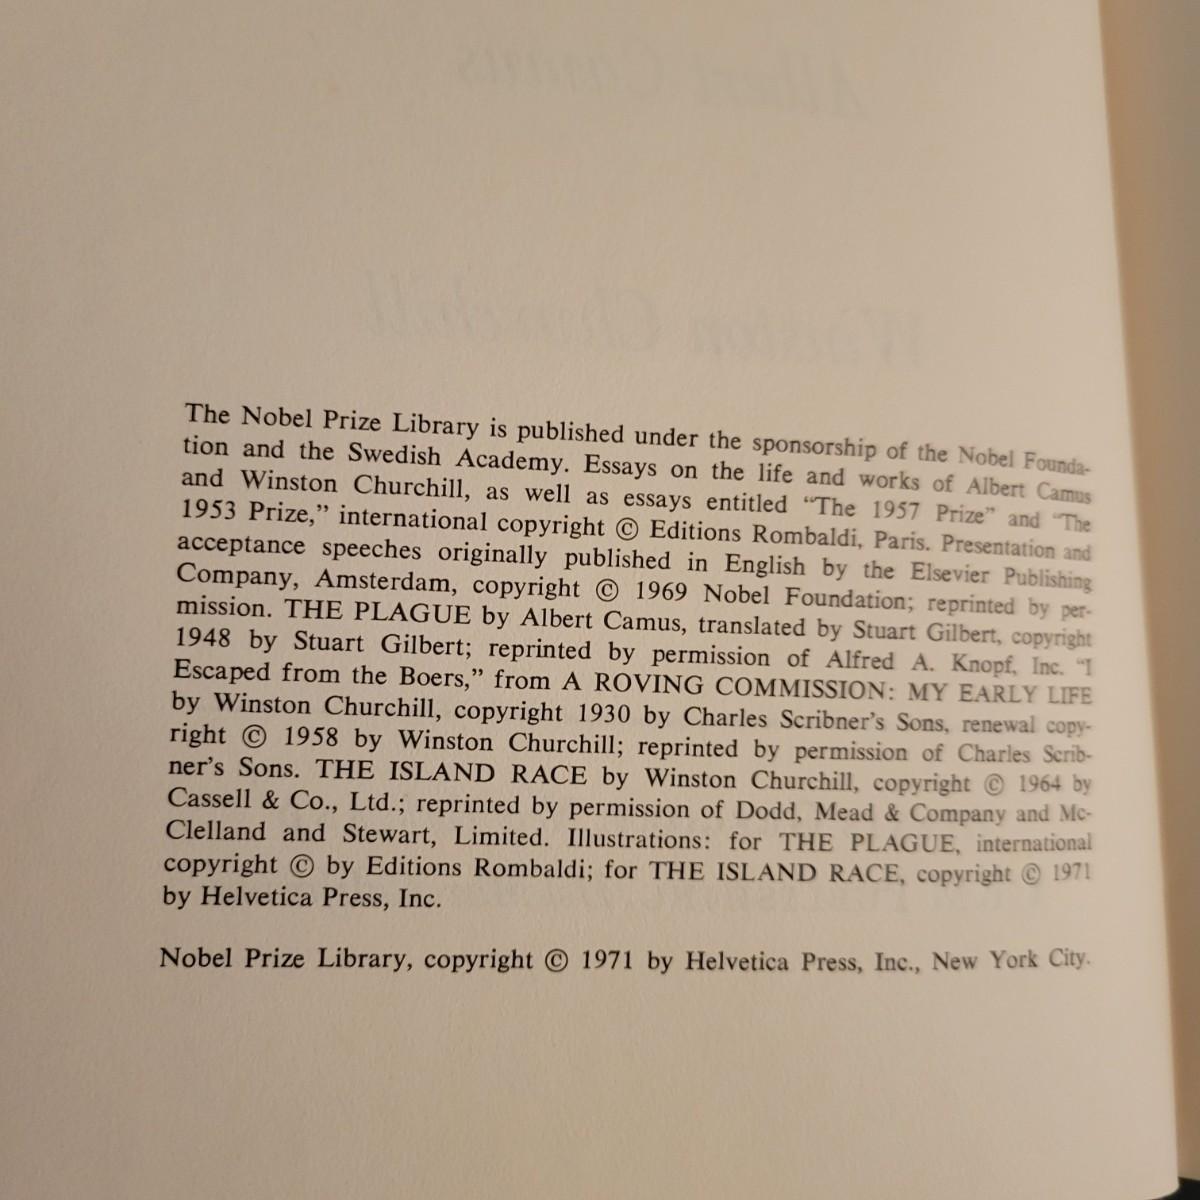 The Nobel Prize Library is published under the sponsorship of the Nobel Founda-
tion and the Swedish Academy. Essays on the life and works of Albert Camus
and Winston Churchill, as well as essays entitled “The 1957 Prize” and “The
1953 Prize,” international copyright © Editions Rombaldi, Paris. Presentation and
acceptance speeches originally published in English by the Elsevier Publishing
Company, Amsterdam, copyright © 1969 Nobel Foundation; reprinted by per-
mission. THE PLAGUE by Albert Camus, translated by Stuart Gilbert, copyright
1948 by Stuart Gilbert; reprinted by permission of Alfred A. Knopf, Inc. “I
Escaped from the Boers,” from A ROVING COMMISSION: MY EARLY LIFE
by Winston Churchill, copyright 1930 by Charles Scribner’s Sons, renewal copy-
right © 1958 by Winston Churchill; reprinted by permission of Charles Scrib-
ner’s Sons. THE ISLAND RACE by Winston Churchill, copyright © 1964 by
Cassell & Co., Ltd.; reprinted by permission of Dodd, Mead & Company and Mc-
Clelland and Stewart, Limited. Illustrations: for THE PLAGUE, international
copyright © by Editions Rombaldi; for THE ISLAND RACE, copyright © 1971
by Helvetica Press, Inc.
Nobel Prize Library, copyright © 1971 by Helvetica Press, Inc., New York City.